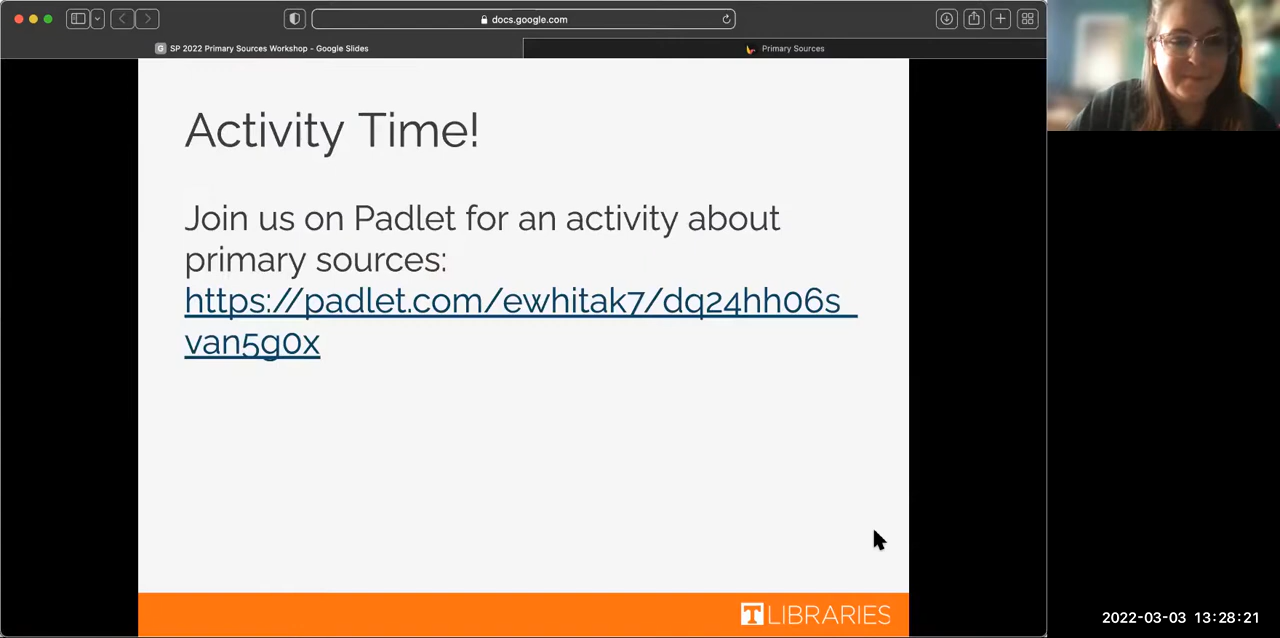 docs.google.com
SP 2022 Primary Sources Workshop - Google Slides
Primary Sources
Activity Time!
Join us on Padlet for an activity about
primary sources:
https://padlet.com/ewhitak7/dq24hh06s
van5g0x
T LIBRARIES
2022-03-03 13:28:21